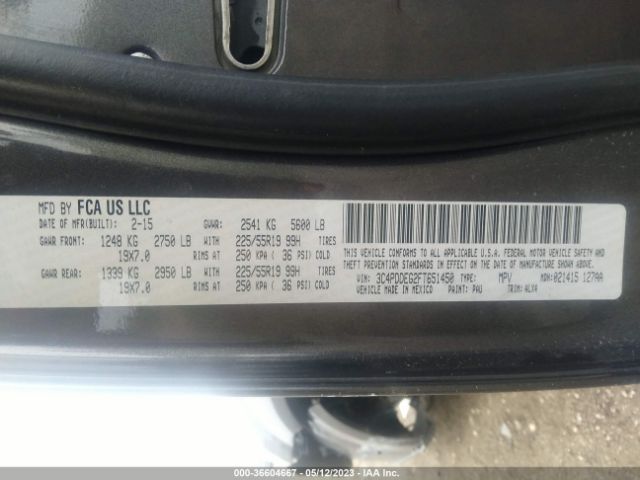 MFD BY FCA US LLC
DATE OF MFR(BUILT): 2-15 GVWR: 2541 KG 5600 LB
GAWR FRONT: 1248 KG 2750 LB WITH 225/55R19 99H TIRES
19X7.0 RIMS AT 250 KPA ( 36 PSI) COLD
GAWR REAR: 1339 KG 2950 LB WITH 225/55R19 99H TIRES
19X7.0 RIMS AT 250 KPA ( 36 PSI) COLD
THIS VEHICLE CONFORMS TO ALL APPLICABLE U.S.A. FEDERAL MOTOR VEHICLE SAFETY AND
THEFT PREVENTION STANDARDS IN EFFECT ON THE DATE OF MANUFACTURE SHOWN ABOVE.
VIN: 3C4PDDEG2FT651450 TYPE: MPV MDH: 021415 127AA
VEHICLE MADE IN MEXICO PAINT: PAU TRIM: ALXA
000-36604667 - 05/12/2023 - IAA Inc.